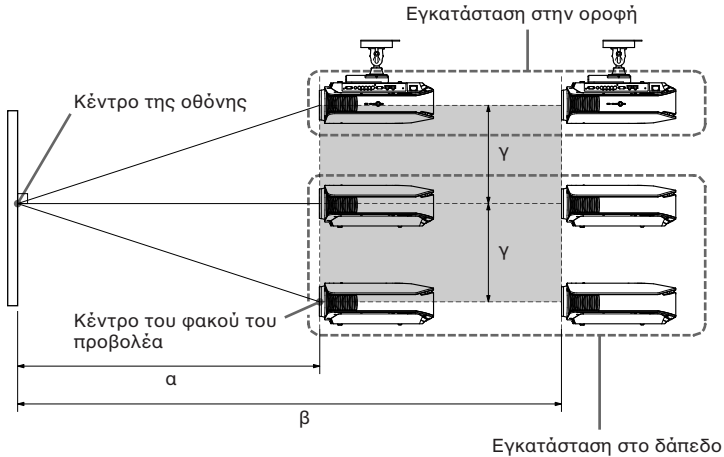 Εγκατάσταση στην οροφή
Κέντρο της οθόνης
γ
γ
Κέντρο του φακού του
προβολέα
α
β
Εγκατάσταση στο δάπεδο